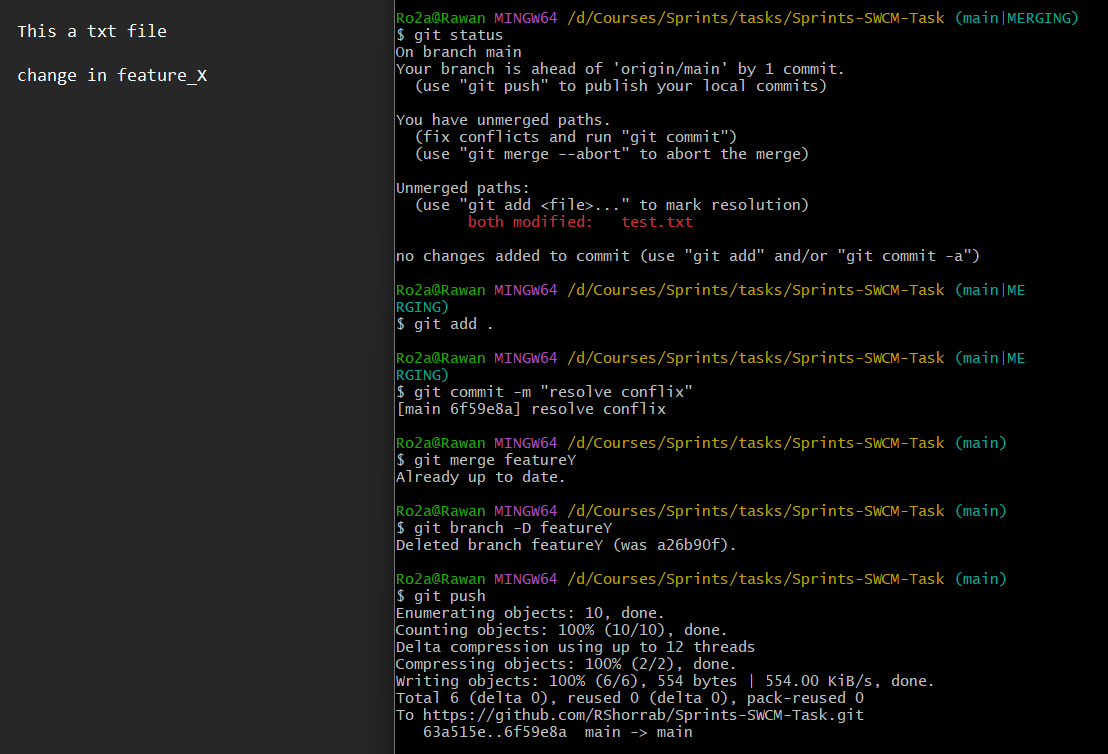 This a txt file
change in feature_X
Ro2a@Rawan MINGW64 /d/Courses/Sprints/tasks/Sprints-SWCM-Task (main|MERGING)
$ git status
On branch main
Your branch is ahead of 'origin/main' by 1 commit.
  (use "git push" to publish your local commits)

You have unmerged paths.
  (fix conflicts and run "git commit")
  (use "git merge --abort" to abort the merge)

Unmerged paths:
  (use "git add <file>..." to mark resolution)
        both modified:   test.txt

no changes added to commit (use "git add" and/or "git commit -a")

Ro2a@Rawan MINGW64 /d/Courses/Sprints/tasks/Sprints-SWCM-Task (main|ME
RGING)
$ git add .

Ro2a@Rawan MINGW64 /d/Courses/Sprints/tasks/Sprints-SWCM-Task (main|ME
RGING)
$ git commit -m "resolve conflix"
[main 6f59e8a] resolve conflix

Ro2a@Rawan MINGW64 /d/Courses/Sprints/tasks/Sprints-SWCM-Task (main)
$ git merge featureY
Already up to date.

Ro2a@Rawan MINGW64 /d/Courses/Sprints/tasks/Sprints-SWCM-Task (main)
$ git branch -D featureY
Deleted branch featureY (was a26b90f).

Ro2a@Rawan MINGW64 /d/Courses/Sprints/tasks/Sprints-SWCM-Task (main)
$ git push
Enumerating objects: 10, done.
Counting objects: 100% (10/10), done.
Delta compression using up to 12 threads
Compressing objects: 100% (2/2), done.
Writing objects: 100% (6/6), 554 bytes | 554.00 KiB/s, done.
Total 6 (delta 0), reused 0 (delta 0), pack-reused 0
To https://github.com/RShorrab/Sprints-SWCM-Task.git
   63a515e..6f59e8a  main -> main